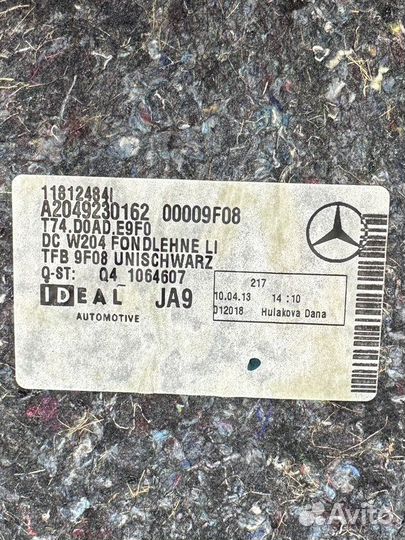 11812484I
A2049230162 00009F08
T74.D0AD.E9F0
DC W204 FONDLEHNE LI
TFB 9F08 UNISCHWARZ
Q-ST: Q4 1064607
IDEAL JA9
AUTOMOTIVE
217
10.04.13 14:10
012018 Hulakova Dana
Avito